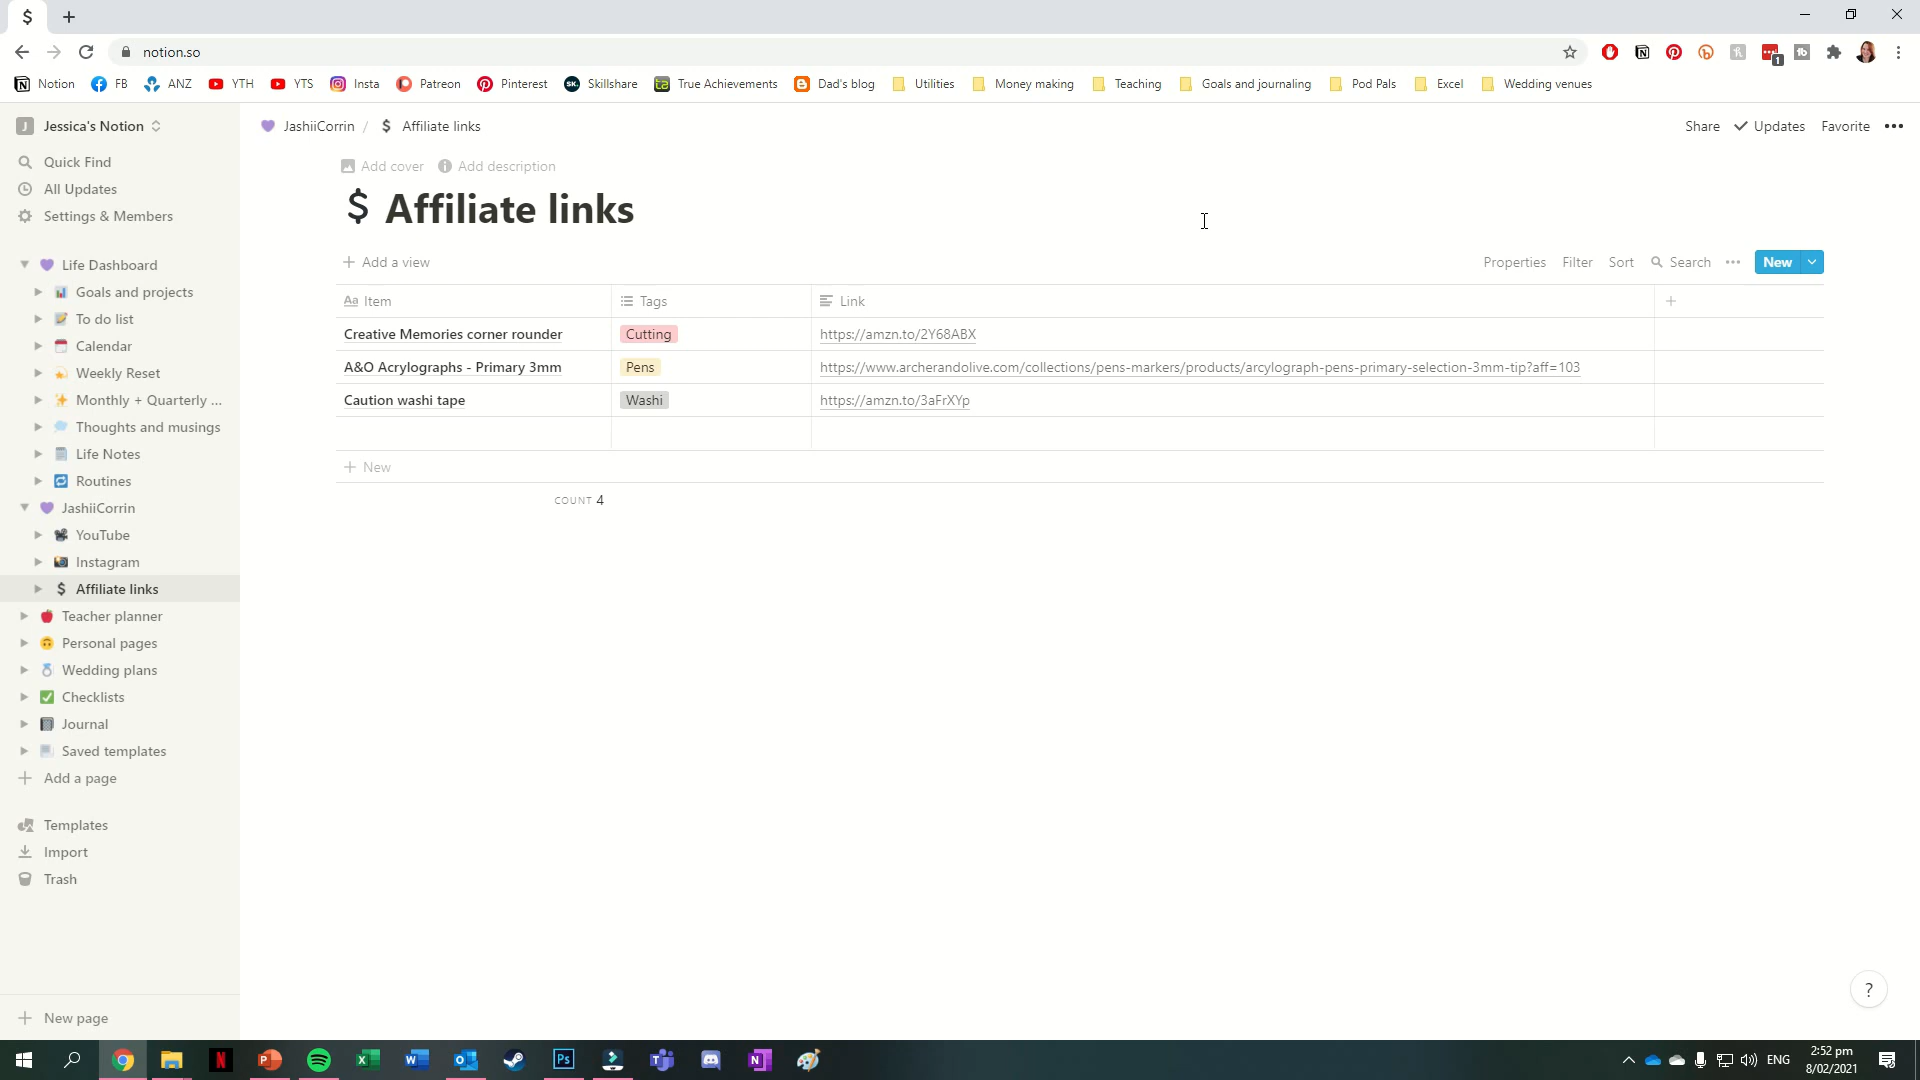 $
notion.so
1
Notion FB ANZ YTH YTS Insta Patreon Pinterest Skillshare True Achievements Dad's blog Utilities Money making Teaching Goals and journaling Pod Pals Excel Wedding venues
J Jessica's Notion
Quick Find
All Updates
Settings & Members
Life Dashboard
Goals and projects
To do list
Calendar
Weekly Reset
Monthly + Quarterly ...
Thoughts and musings
Life Notes
Routines
JashiiCorrin
YouTube
Instagram
$ Affiliate links
Teacher planner
Personal pages
Wedding plans
Checklists
Journal
Saved templates
Add a page
Templates
Import
Trash
New page
JashiiCorrin / $ Affiliate links
Share Updates Favorite
Add cover Add description
$ Affiliate links
Add a view
Properties Filter Sort Search New
Aa Item Tags Link
Creative Memories corner rounder Cutting https://amzn.to/2Y68ABX
A&O Acrylographs - Primary 3mm Pens https://www.archerandolive.com/collections/pens-markers/products/arcylograph-pens-primary-selection-3mm-tip?aff=103
Caution washi tape Washi https://amzn.to/3aFrXYp
New
COUNT 4
?
ENG
2:52 pm
8/02/2021